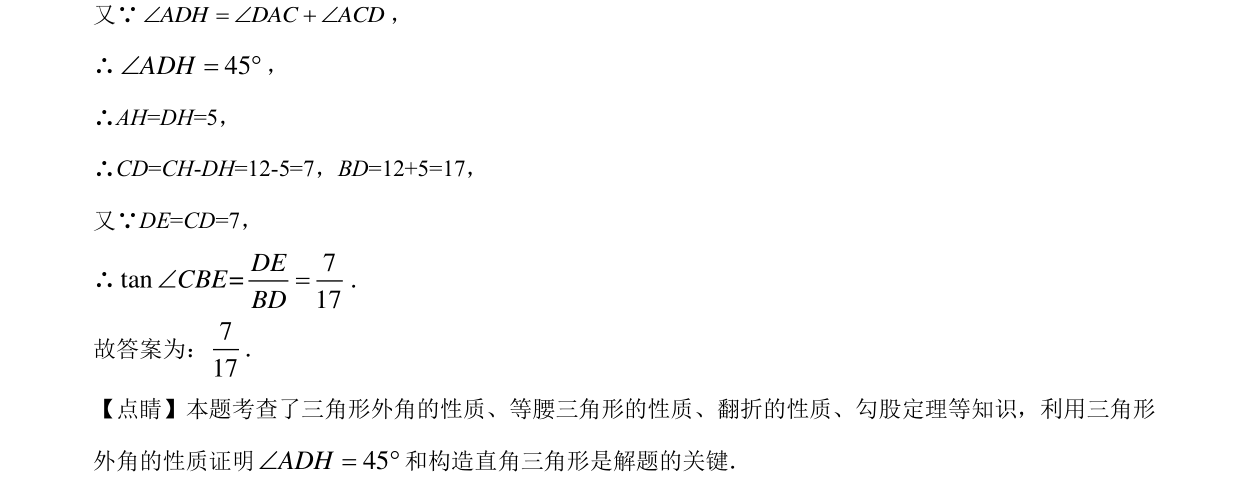 又∵ ∠ADH = ∠DAC + ∠ACD，
∴ ∠ADH = 45°，
∴AH=DH=5，
∴CD=CH-DH=12-5=7，BD=12+5=17，
又∵DE=CD=7，
∴ tan ∠CBE= DE/BD = 7/17 .
故答案为：7/17 .
【点睛】本题考查了三角形外角的性质、等腰三角形的性质、翻折的性质、勾股定理等知识，利用三角形
外角的性质证明 ∠ADH = 45° 和构造直角三角形是解题的关键.